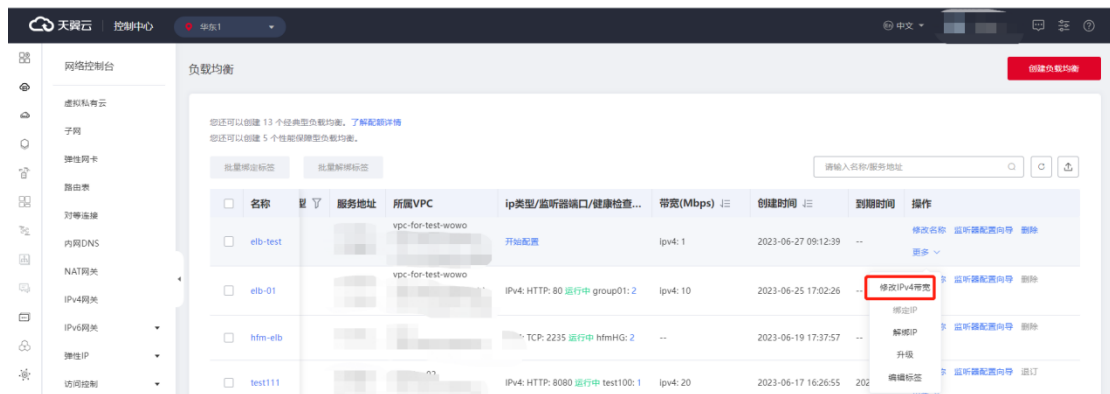 天翼云 控制中心 华东1 中文
网络控制台
虚拟私有云
子网
弹性网卡
路由表
对等连接
内网DNS
NAT网关
IPv4网关
IPv6网关
弹性IP
访问控制
负载均衡 创建负载均衡
您还可以创建 13 个经典型负载均衡。了解配额详情
您还可以创建 5 个性能保障型负载均衡。
批量绑定标签 批量解绑标签 请输入名称/服务地址
名称 型 服务地址 所属VPC ip类型/监听器端口/健康检查... 带宽(Mbps) 创建时间 到期时间 操作
elb-test vpc-for-test-wowo 开始配置 Ipv4: 1 2023-06-27 09:12:39 -- 修改名称 监听器配置向导 删除
更多
elb-01 vpc-for-test-wowo IPv4: HTTP: 80 运行中 group01: 2 Ipv4: 10 2023-06-25 17:02:26 -- 监听器配置向导 删除
hfm-elb : TCP: 2235 运行中 hfmHG: 2 -- 2023-06-19 17:37:57 -- 监听器配置向导 删除
test111 IPv4: HTTP: 8080 运行中 test100: 1 Ipv4: 20 2023-06-17 16:26:55 202 监听器配置向导 退订
修改IPv4带宽
绑定IP
解绑IP
升级
编辑标签